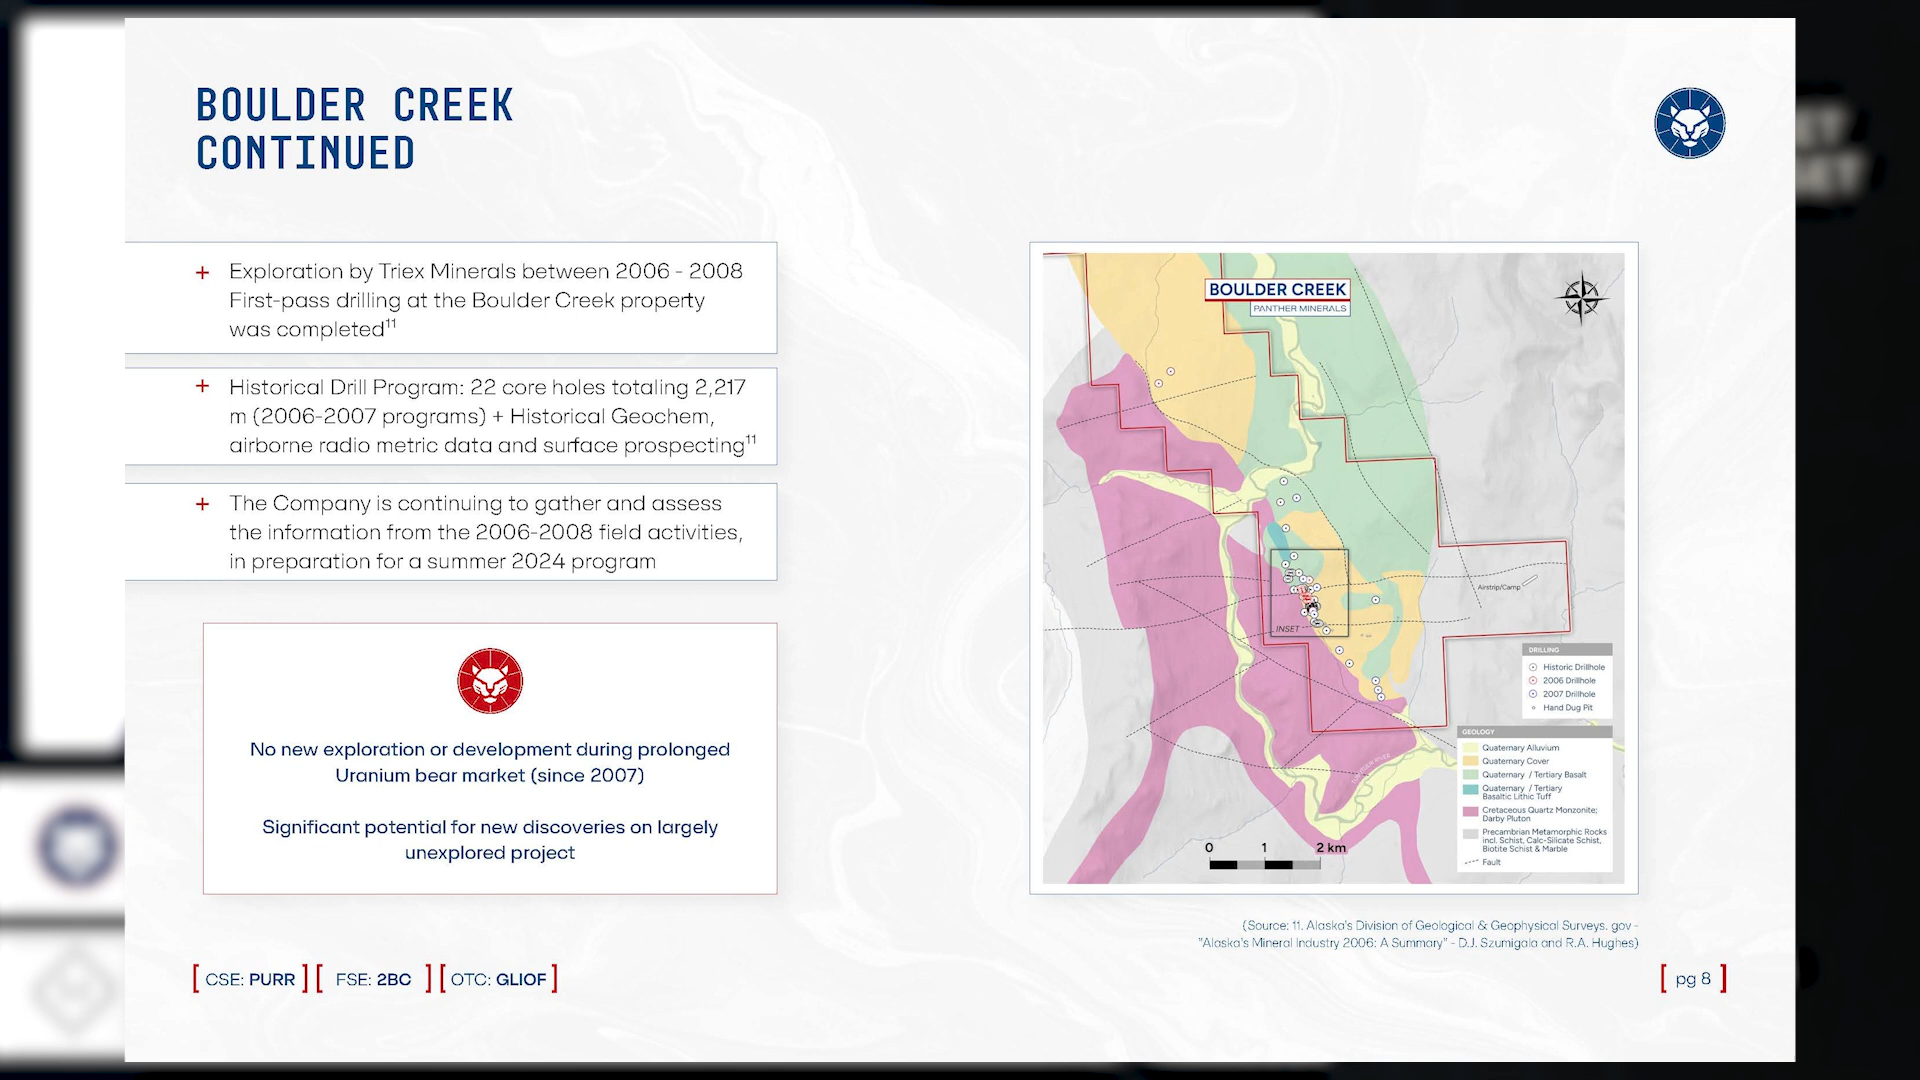 BOULDER CREEK
CONTINUED
+ Exploration by Triex Minerals between 2006 - 2008
First-pass drilling at the Boulder Creek property
was completed¹¹
+ Historical Drill Program: 22 core holes totaling 2,217
m (2006-2007 programs) + Historical Geochem,
airborne radio metric data and surface prospecting¹¹
+ The Company is continuing to gather and assess
the information from the 2006-2008 field activities,
in preparation for a summer 2024 program
No new exploration or development during prolonged
Uranium bear market (since 2007)
Significant potential for new discoveries on largely
unexplored project
BOULDER CREEK
PANTHER MINERALS
Airstrip/Camp
INSET
DRILLING
Historic Drillhole
2006 Drillhole
2007 Drillhole
Hand Dug Pit
GEOLOGY
Quaternary Alluvium
Quaternary Cover
Quaternary / Tertiary Basalt
Quaternary / Tertiary
Basaltic Lithic Tuff
Cretaceous Quartz Monzonite;
Darby Pluton
Precambrian Metamorphic Rocks
incl. Schist, Calc-Silicate Schist,
Biotite Schist & Marble
Fault
0 1 2 km
(Source: 11. Alaska's Division of Geological & Geophysical Surveys. gov -
"Alaska's Mineral Industry 2006: A Summary" - D.J. Szumigala and R.A. Hughes)
[ CSE: PURR ] [ FSE: 2BC ] [ OTC: GLIOF ]
[ pg 8 ]